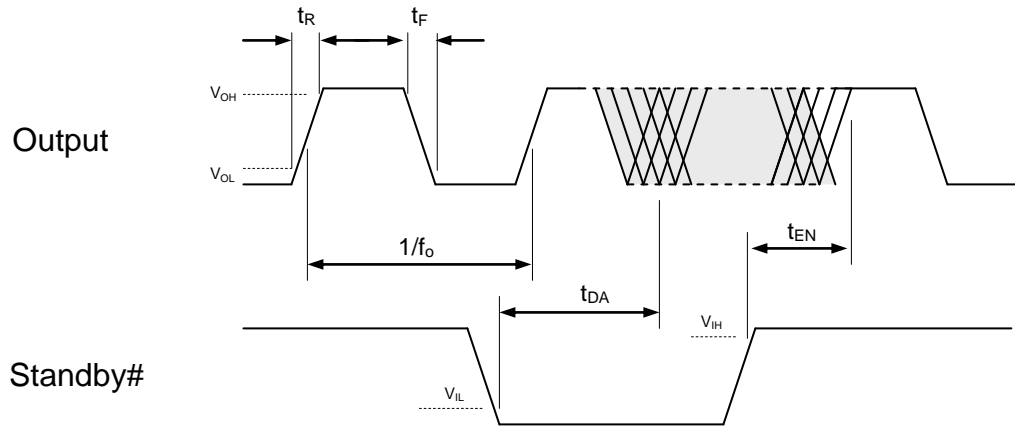 tR
tF
VOH
Output
VOL
tEN
1/fo
tDA
VIH
Standby#
VIL